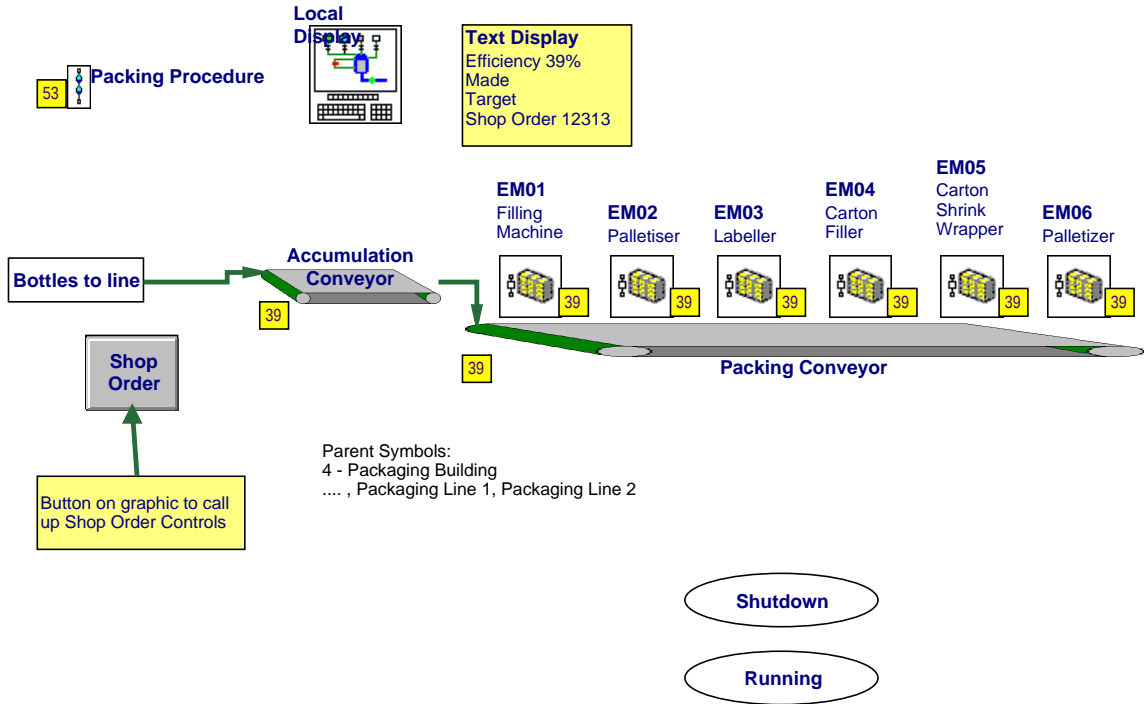 Local
Display
Text Display
Efficiency 39%
Made
Target
Shop Order 12313
53
Packing Procedure
EM01
Filling
Machine
EM02
Palletiser
EM03
Labeller
EM04
Carton
Filler
EM05
Carton
Shrink
Wrapper
EM06
Palletizer
39
39
39
39
39
39
Bottles to line
Accumulation
Conveyor
39
39
Packing Conveyor
Shop
Order
Button on graphic to call
up Shop Order Controls
Parent Symbols:
4 - Packaging Building
.... , Packaging Line 1, Packaging Line 2
Shutdown
Running